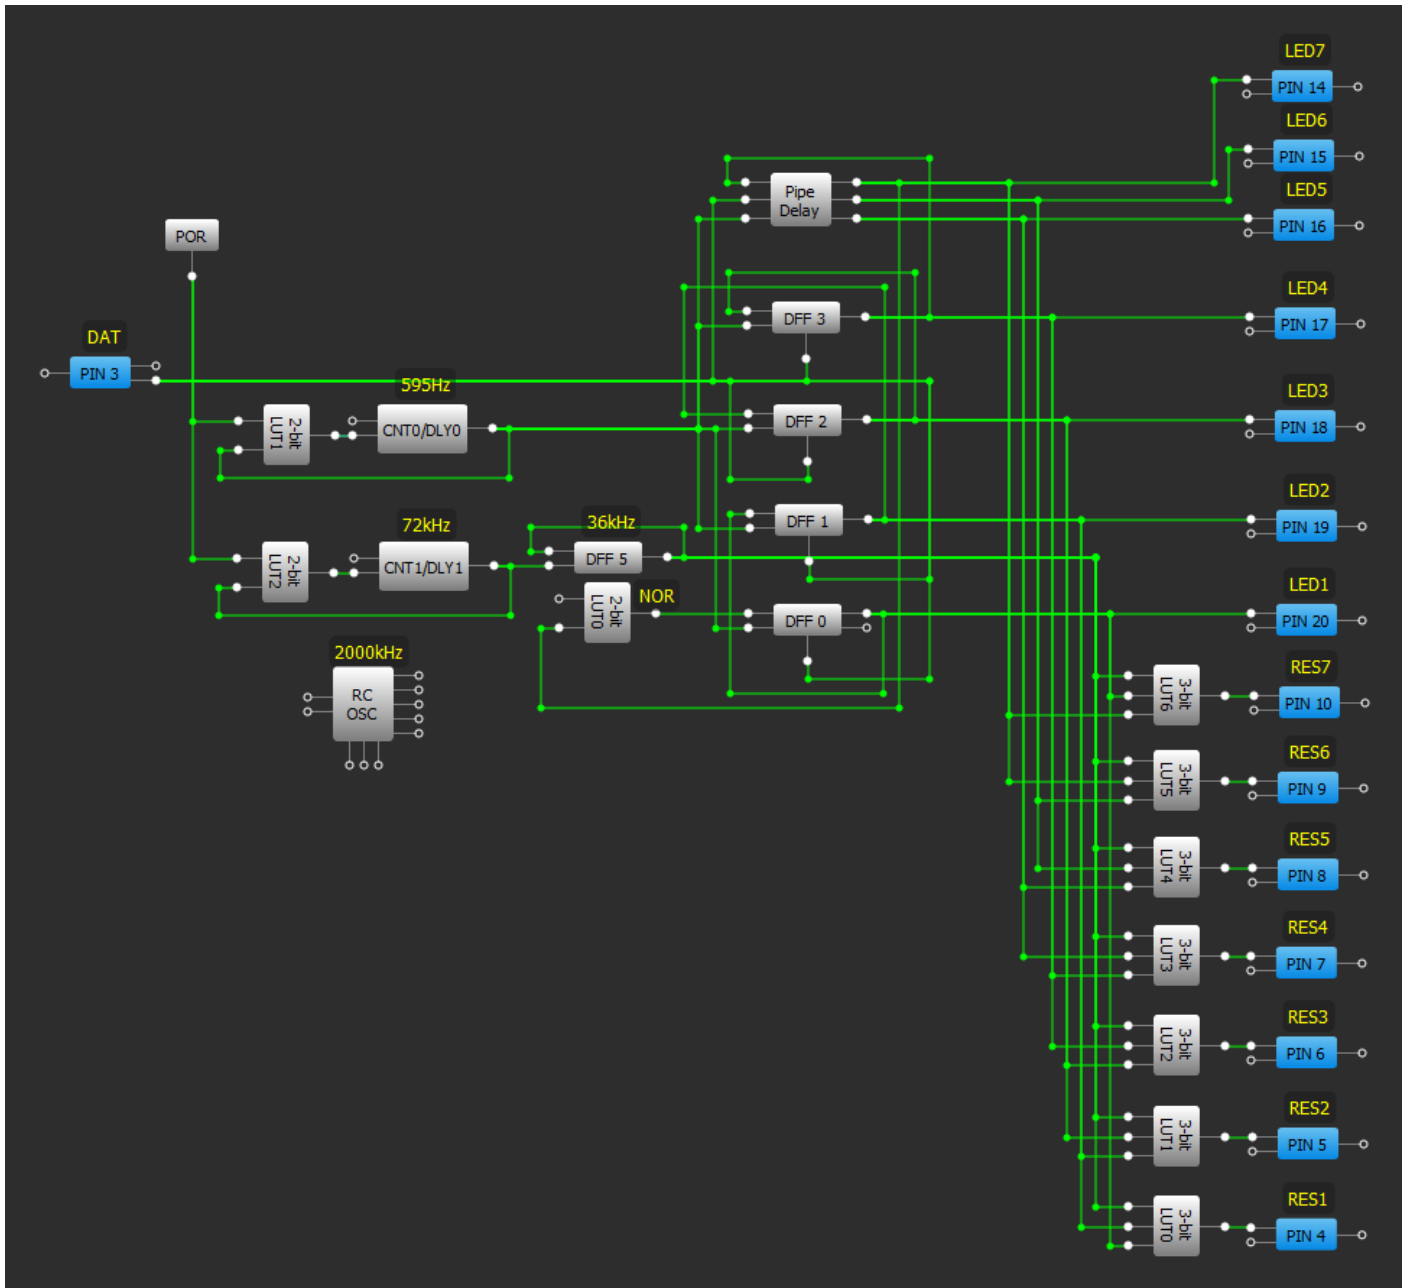 LED7
PIN 14
LED6
PIN 15
LED5
PIN 16
Pipe
Delay
POR
LED4
PIN 17
DFF 3
DAT
PIN 3
595Hz
2-bit
LUT1
CNT0/DLY0
LED3
PIN 18
DFF 2
LED2
PIN 19
DFF 1
72kHz
2-bit
LUT2
CNT1/DLY1
36kHz
DFF 5
2-bit
LUT0
NOR
DFF 0
LED1
PIN 20
2000kHz
RC
OSC
3-bit
LUT6
RES7
PIN 10
3-bit
LUT5
RES6
PIN 9
3-bit
LUT4
RES5
PIN 8
3-bit
LUT3
RES4
PIN 7
3-bit
LUT2
RES3
PIN 6
3-bit
LUT1
RES2
PIN 5
3-bit
LUT0
RES1
PIN 4